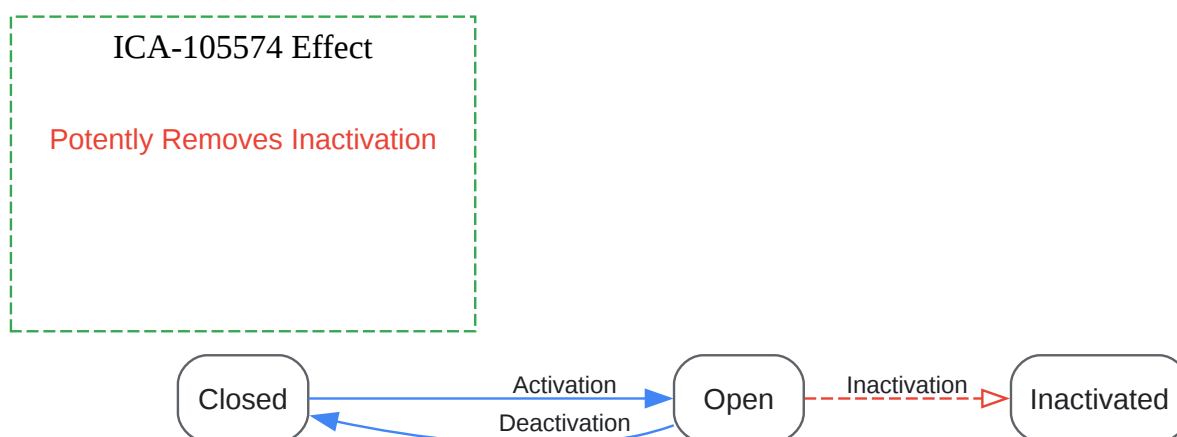 ICA-105574 Effect
Potently Removes Inactivation
Closed
Activation
Deactivation
Open
Inactivation
Inactivated